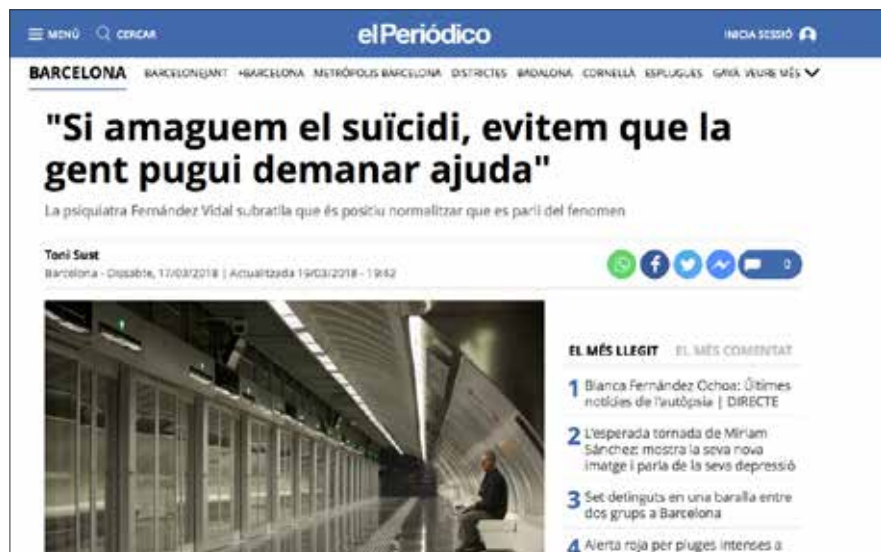 MENÚ CERCAR elPeriódico INICIA SESSIÓ
BARCELONA BARCELONEJANT +BARCELONA METRÓPOLIS BARCELONA DISTRICTES BADALONA CORNELLÀ ESPLUGUES GAVÀ VEURE MÉS
"Si amaguem el suïcidi, evitem que la
gent pugui demanar ajuda"
La psiquiatra Fernández Vidal subratlla que és positiu normalitzar que es parli del fenomen
Toni Sust
Barcelona - Dissabte, 17/03/2018 | Actualitzada 19/03/2018 - 19:42
0
EL MÉS LLEGIT EL MÉS COMENTAT
1 Blanca Fernández Ochoa: Últimes
notícies de l'autòpsia | DIRECTE
2 L'esperada tornada de Miriam
Sánchez: mostra la seva nova
imatge i parla de la seva depressió
3 Set detinguts en una baralla entre
dos grups a Barcelona
4 Alerta roja per pluges intenses a